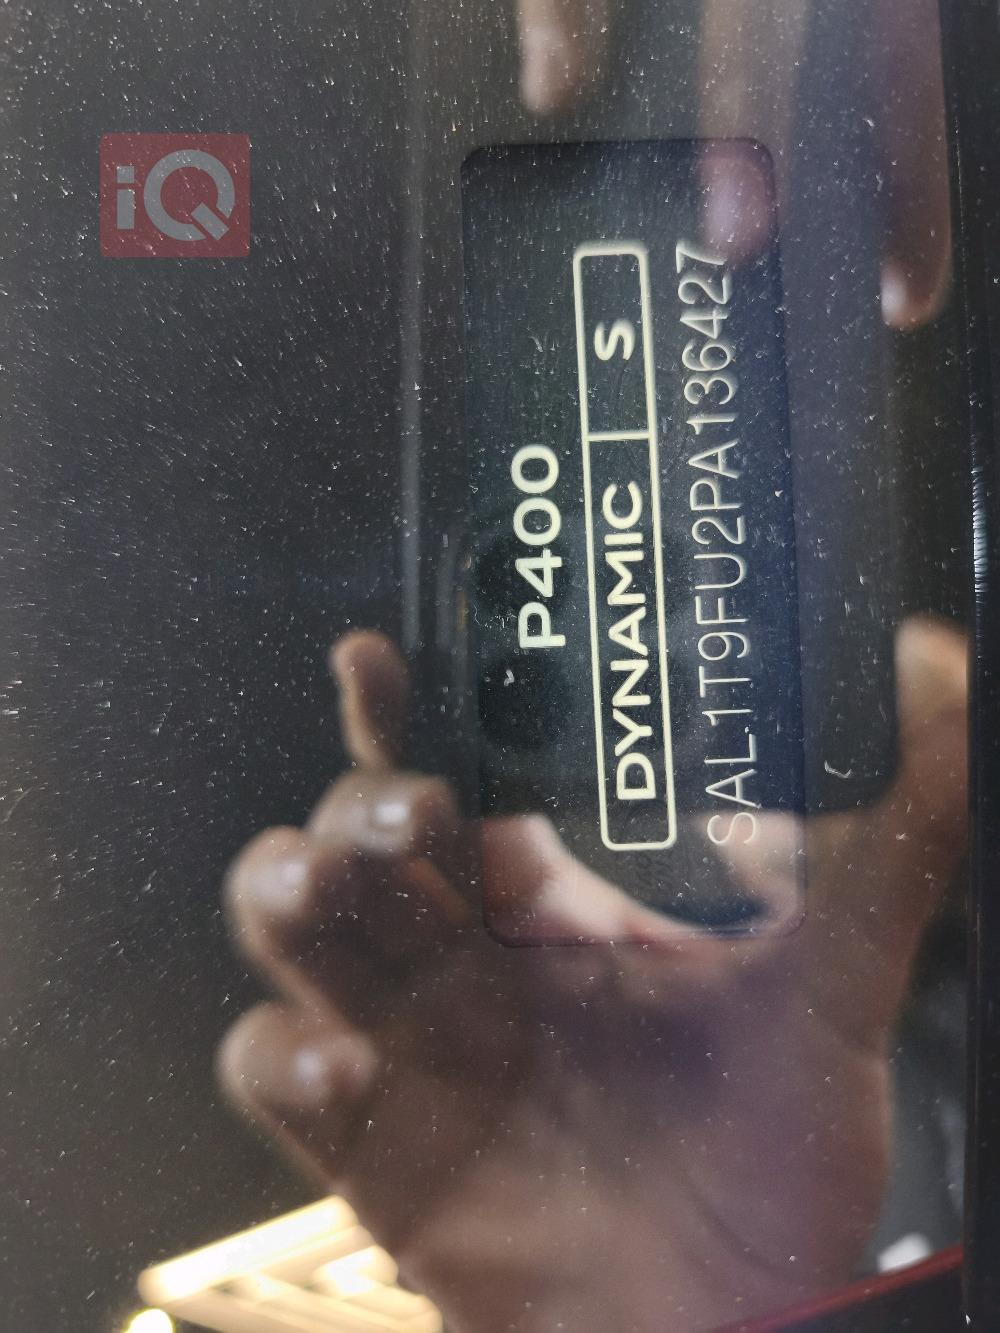 iQ
P400
DYNAMIC S
SAL1T9FU2PA136427